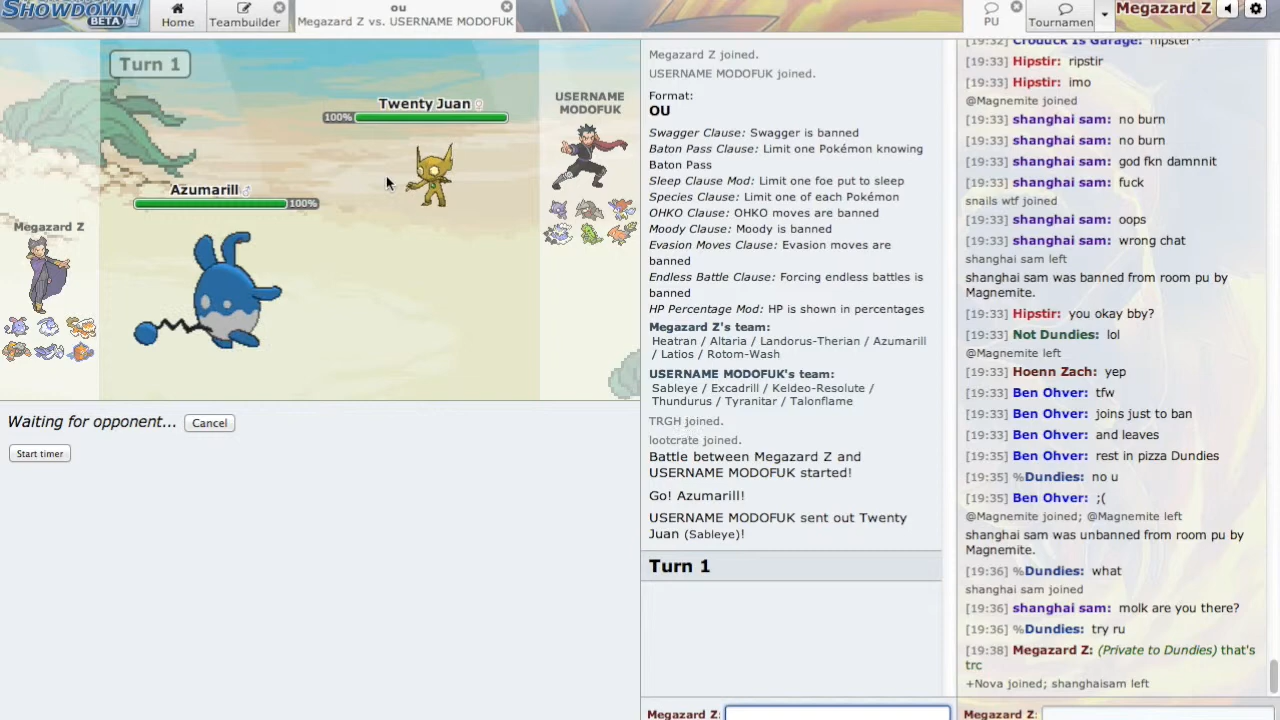 SHOWDOWN
BETA
Home
Teambuilder
ou
Megazard Z vs. USERNAME MODOFUK
PU
Tournamen
Megazard Z
Turn 1
Twenty Juan ♀
100%
Azumarill ♂
100%
Megazard Z
USERNAME
MODOFUK
Waiting for opponent...
Cancel
Start timer
Megazard Z joined.
USERNAME MODOFUK joined.
Format:
OU
Swagger Clause: Swagger is banned
Baton Pass Clause: Limit one Pokémon knowing
Baton Pass
Sleep Clause Mod: Limit one foe put to sleep
Species Clause: Limit one of each Pokémon
OHKO Clause: OHKO moves are banned
Moody Clause: Moody is banned
Evasion Moves Clause: Evasion moves are
banned
Endless Battle Clause: Forcing endless battles is
banned
HP Percentage Mod: HP is shown in percentages
Megazard Z's team:
Heatran / Altaria / Landorus-Therian / Azumarill
/ Latios / Rotom-Wash
USERNAME MODOFUK's team:
Sableye / Excadrill / Keldeo-Resolute /
Thundurus / Tyranitar / Talonflame
TRGH joined.
lootcrate joined.
Battle between Megazard Z and
USERNAME MODOFUK started!
Go! Azumarill!
USERNAME MODOFUK sent out Twenty
Juan (Sableye)!
Turn 1
Megazard Z:
[19:33] Hipstir: ripstir
[19:33] Hipstir: imo
@Magnemite joined
[19:33] shanghai sam: no burn
[19:33] shanghai sam: no burn
[19:33] shanghai sam: god fkn damnnit
[19:33] shanghai sam: fuck
snails wtf joined
[19:33] shanghai sam: oops
[19:33] shanghai sam: wrong chat
shanghai sam left
shanghai sam was banned from room pu by
Magnemite.
[19:33] Hipstir: you okay bby?
[19:33] Not Dundies: lol
@Magnemite left
[19:33] Hoenn Zach: yep
[19:33] Ben Ohver: tfw
[19:33] Ben Ohver: joins just to ban
[19:33] Ben Ohver: and leaves
[19:35] Ben Ohver: rest in pizza Dundies
[19:35] %Dundies: no u
[19:35] Ben Ohver: ;(
@Magnemite joined; @Magnemite left
shanghai sam was unbanned from room pu by
Magnemite.
[19:36] %Dundies: what
shanghai sam joined
[19:36] shanghai sam: molk are you there?
[19:36] %Dundies: try ru
[19:38] Megazard Z: (Private to Dundies) that's
trc
+Nova joined; shanghaisam left
Megazard Z: